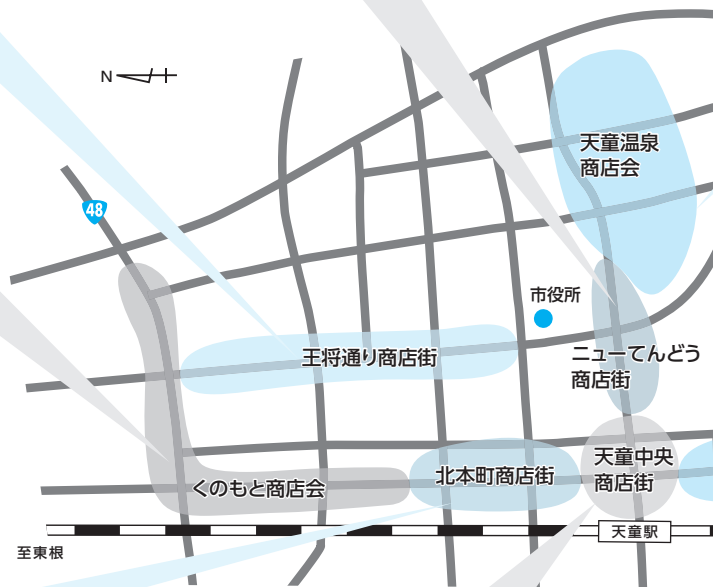 N
48
天童温泉
商店会
市役所
王将通り商店街
ニューてんどう
商店街
くのもと商店会
北本町商店街
天童中央
商店街
天童駅
至東根